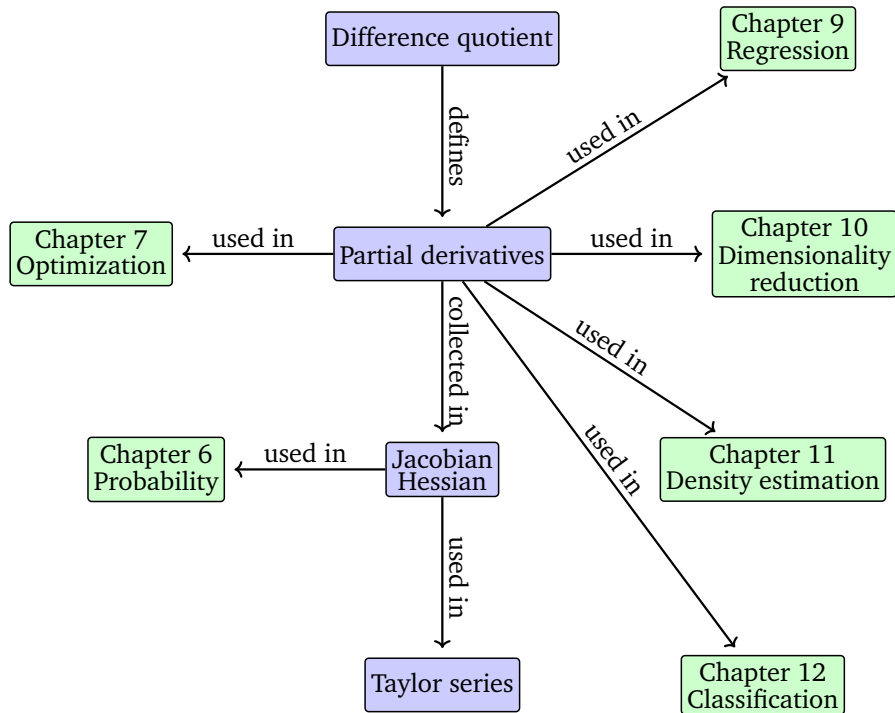 Difference quotient
Chapter 9
Regression
defines
used in
Chapter 7
Optimization
used in
Partial derivatives
used in
Chapter 10
Dimensionality
reduction
collected in
used in
used in
Chapter 6
Probability
used in
Jacobian
Hessian
Chapter 11
Density estimation
used in
Taylor series
Chapter 12
Classification